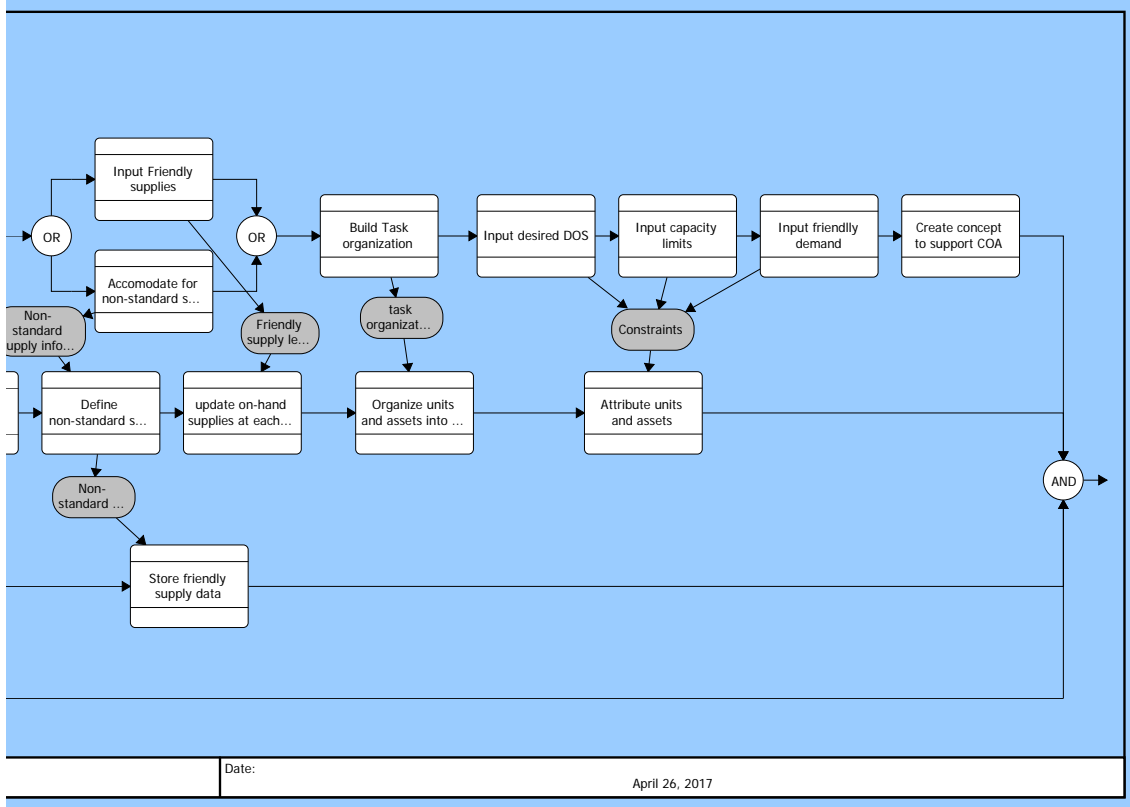 Input Friendly
supplies
OR
OR
Build Task
organization
Input desired DOS
Input capacity
limits
Input friendlly
demand
Create concept
to support COA
Accomodate for
non-standard s...
Non-
standard
upply info...
Friendly
supply le...
task
organizat...
Constraints
Define
non-standard s...
update on-hand
supplies at each...
Organize units
and assets into ...
Attribute units
and assets
AND
Non-
standard ...
Store friendly
supply data
Date:
April 26, 2017